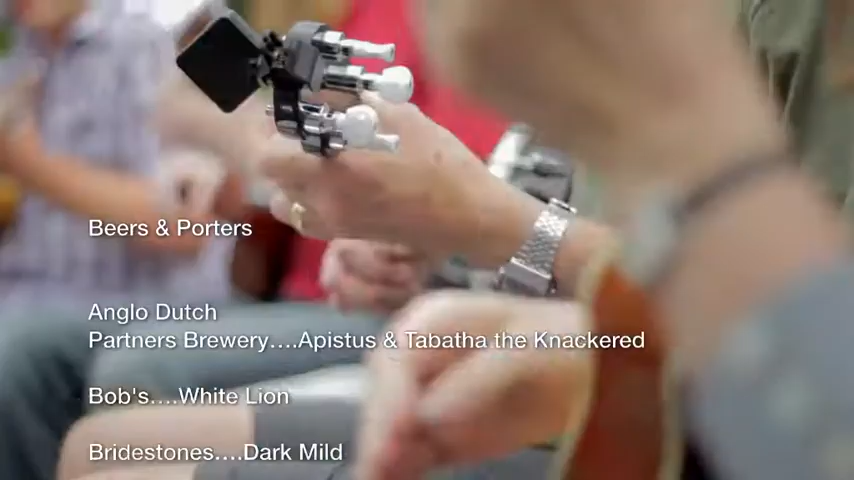 Beers & Porters
Anglo Dutch
Partners Brewery....Apistus & Tabatha the Knackered
Bob's....White Lion
Bridestones....Dark Mild